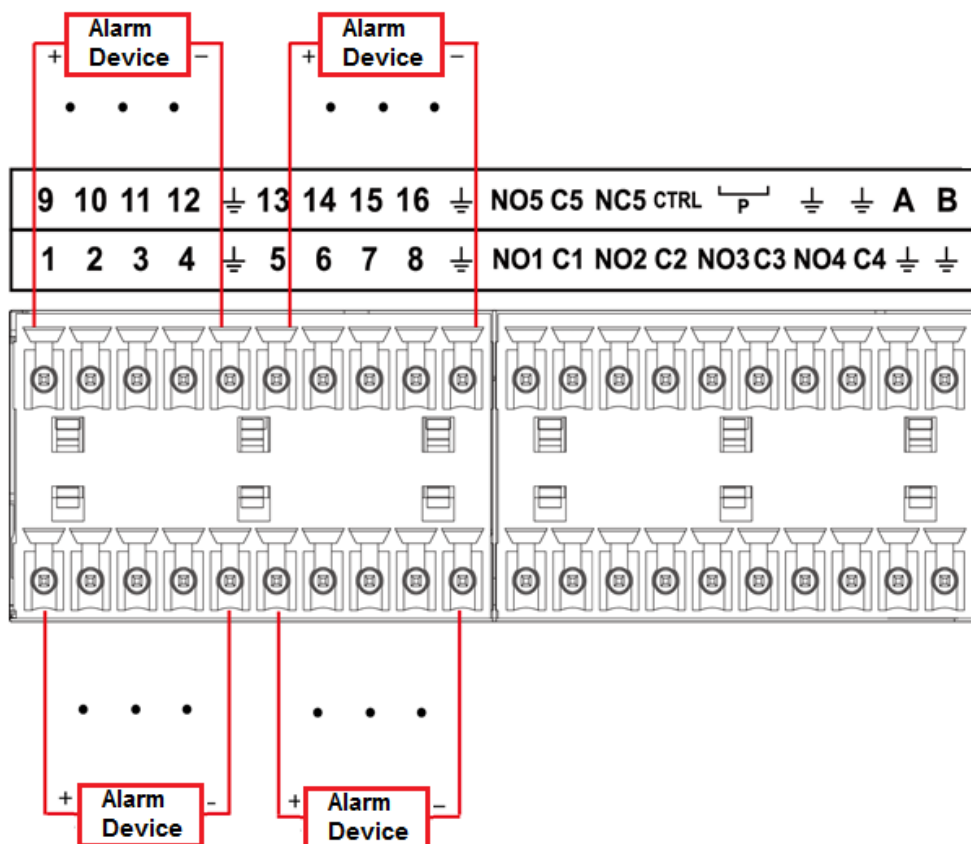 Alarm
Device
+ −
Alarm
Device
+ −
9 10 11 12 ⏚ 13 14 15 16 ⏚ NO5 C5 NC5 CTRL P ⏚ ⏚ A B
1 2 3 4 ⏚ 5 6 7 8 ⏚ NO1 C1 NO2 C2 NO3 C3 NO4 C4 ⏚ ⏚
+ −
Alarm
Device
+ −
Alarm
Device